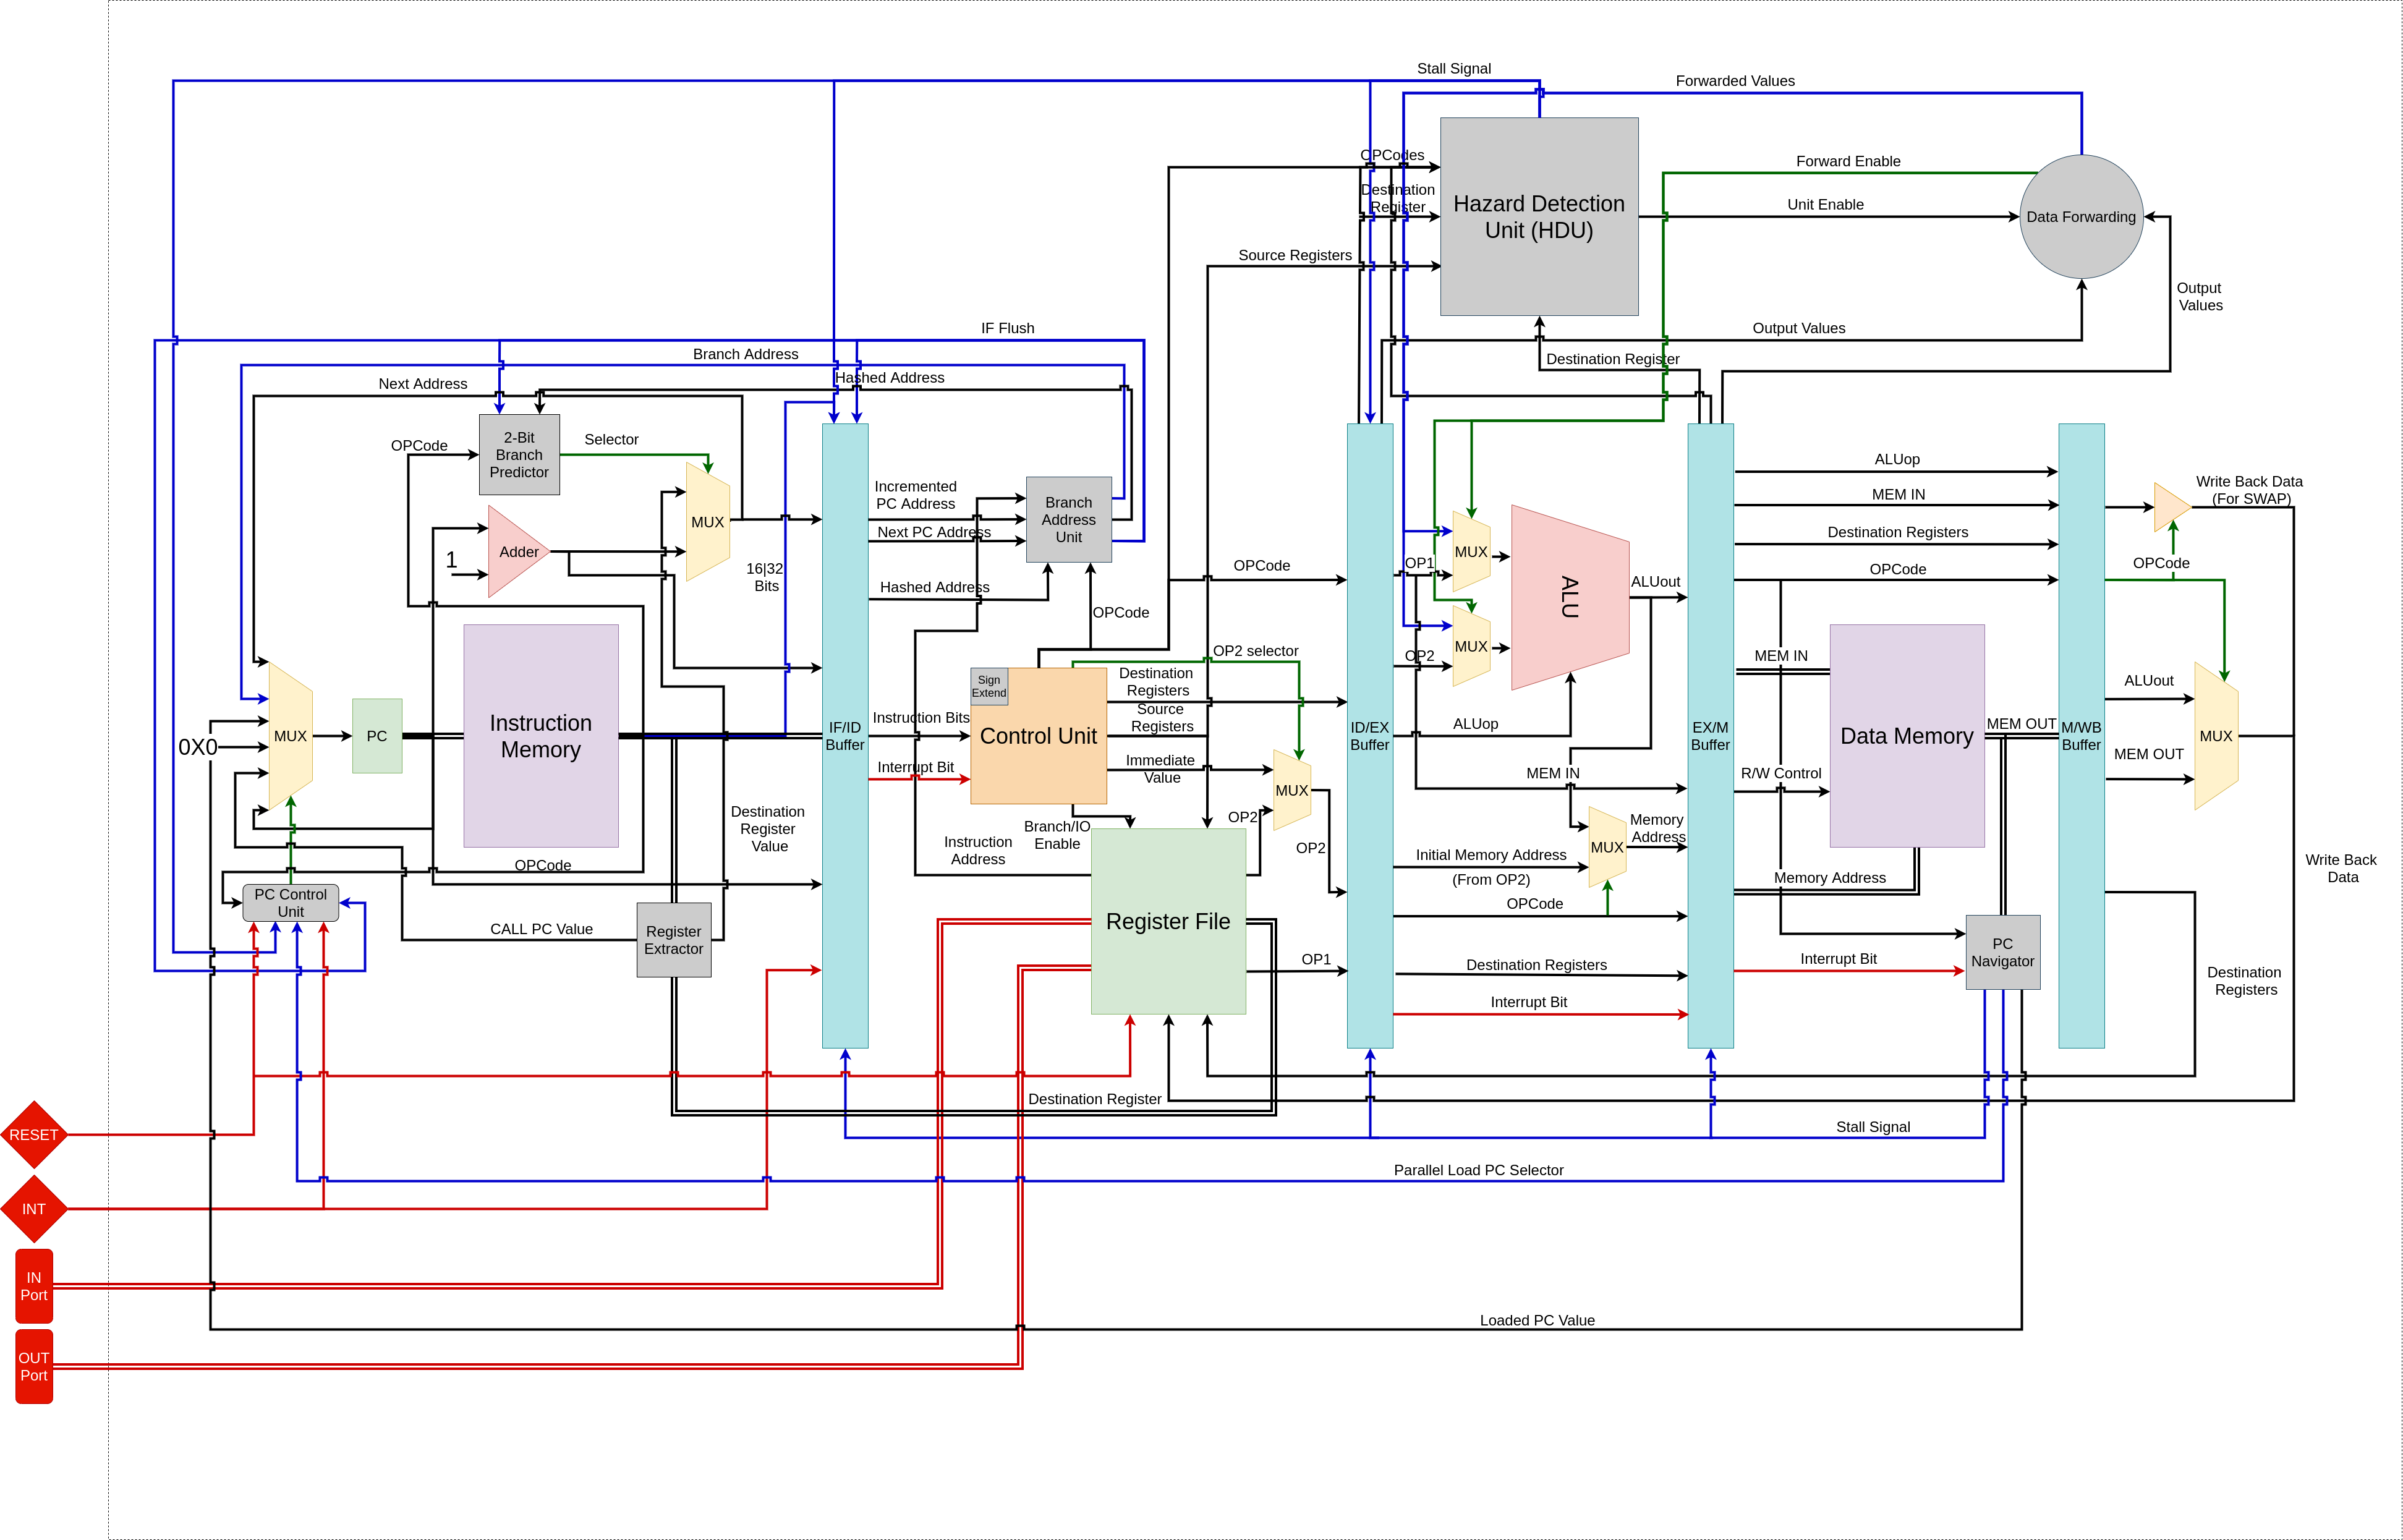 Stall Signal
Forwarded Values
OPCodes
Forward Enable
Destination
Register
Hazard Detection
Unit (HDU)
Unit Enable
Data Forwarding
Source Registers
Output
Values
IF Flush
Output Values
Branch Address
Destination Register
Next Address
Hashed Address
2-Bit
Branch
Predictor
OPCode
Selector
ALUop
Incremented
PC Address
Branch
Address
Unit
MEM IN
Write Back Data
(For SWAP)
MUX
Next PC Address
Destination Registers
Adder
1
16|32
Bits
Hashed Address
OPCode
OPCode
OP1
MUX
ALU
ALUout
OPCode
OPCode
OP2 selector
OP2
MUX
MEM IN
Sign
Extend
Destination
Registers
ALUout
Instruction
Memory
Instruction Bits
Control Unit
Source
Registers
ALUop
Data Memory
MEM OUT
0X0
MUX
PC
IF/ID
Buffer
ID/EX
Buffer
EX/M
Buffer
M/WB
Buffer
MUX
Interrupt Bit
Immediate
Value
MEM IN
R/W Control
MEM OUT
MUX
Destination
Register
Value
Branch/IO
Enable
OP2
Memory
Address
Instruction
Address
OP2
MUX
Initial Memory Address
(From OP2)
Write Back
Data
OPCode
Memory Address
PC Control
Unit
OPCode
CALL PC Value
Register
Extractor
Register File
PC
Navigator
OP1
Destination Registers
Interrupt Bit
Destination
Registers
Interrupt Bit
Destination Register
Stall Signal
RESET
Parallel Load PC Selector
INT
IN
Port
Loaded PC Value
OUT
Port